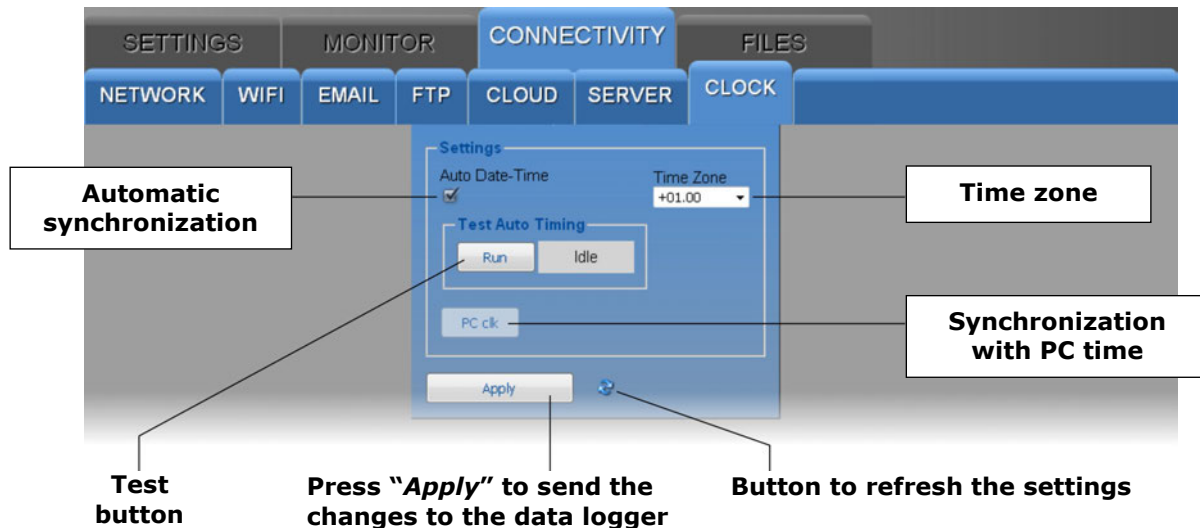 SETTINGS MONITOR CONNECTIVITY FILES
NETWORK WIFI EMAIL FTP CLOUD SERVER CLOCK
Settings
Auto Date-Time
Time Zone
+01.00
Automatic
synchronization
Time zone
Test Auto Timing
Run
Idle
PC clk
Synchronization
with PC time
Apply
Test
button
Press “Apply” to send the
changes to the data logger
Button to refresh the settings